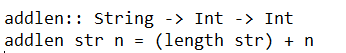 addlen:: String -> Int -> Int
addlen str n = (length str) + n